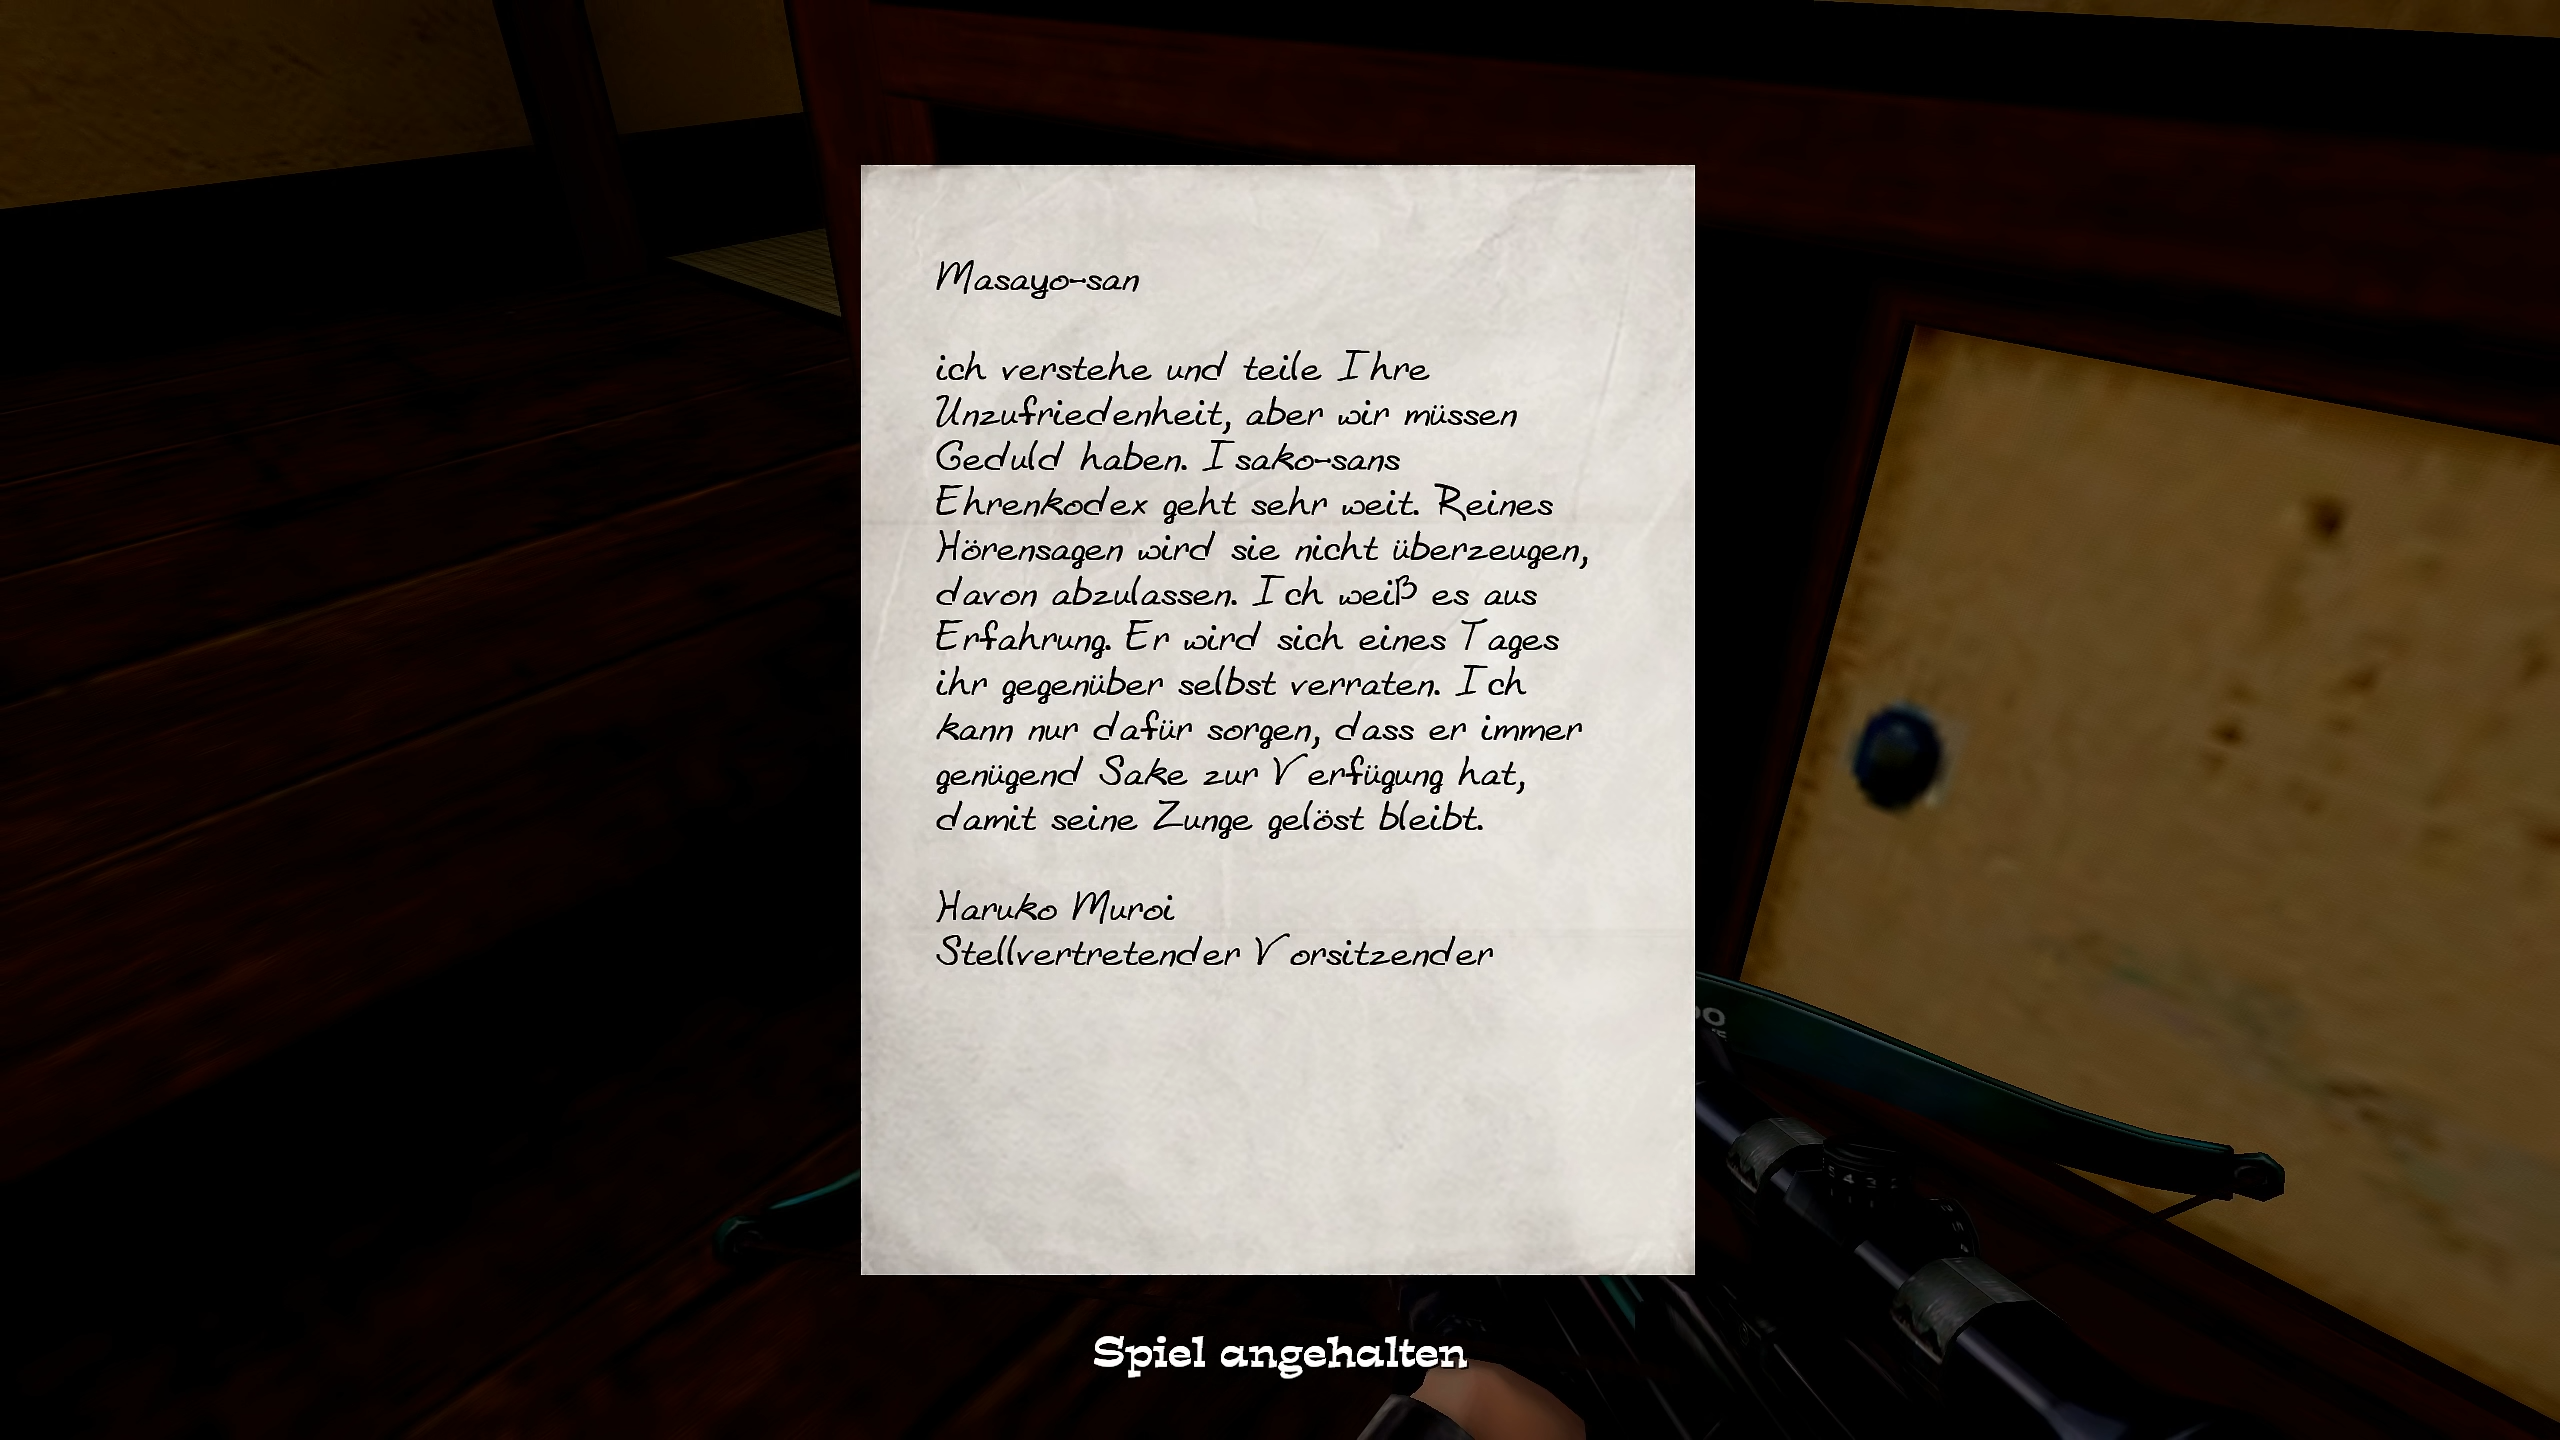 Masayo-san
ich verstehe und teile Ihre
Unzufriedenheit, aber wir müssen
Geduld haben. Isako-sans
Ehrenkodex geht sehr weit. Reines
Hörensagen wird sie nicht überzeugen,
davon abzulassen. Ich weiß es aus
Erfahrung. Er wird sich eines Tages
ihr gegenüber selbst verraten. Ich
kann nur dafür sorgen, dass er immer
genügend Sake zur Verfügung hat,
damit seine Zunge gelöst bleibt.
Haruko Muroi
Stellvertretender Vorsitzender
Spiel angehalten